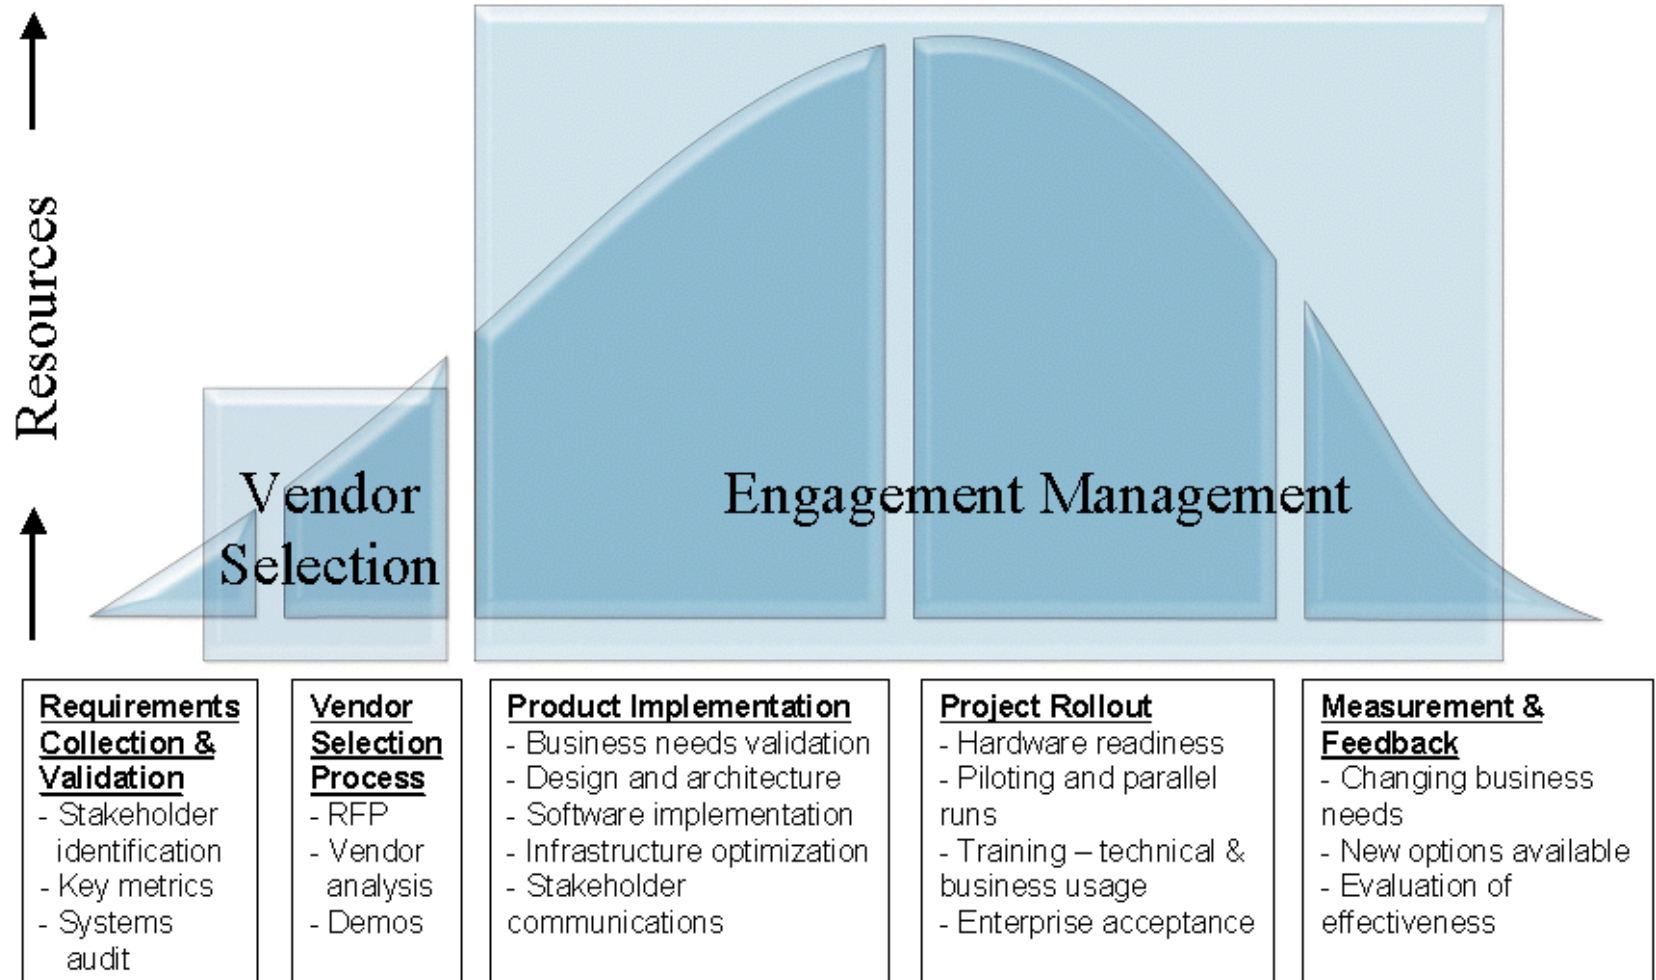 Resources
Vendor
Selection
Engagement Management
Requirements
Collection &
Validation
- Stakeholder
identification
- Key metrics
- Systems
audit
Vendor
Selection
Process
- RFP
- Vendor
analysis
- Demos
Product Implementation
- Business needs validation
- Design and architecture
- Software implementation
- Infrastructure optimization
- Stakeholder
communications
Project Rollout
- Hardware readiness
- Piloting and parallel
runs
- Training – technical &
business usage
- Enterprise acceptance
Measurement &
Feedback
- Changing business
needs
- New options available
- Evaluation of
effectiveness